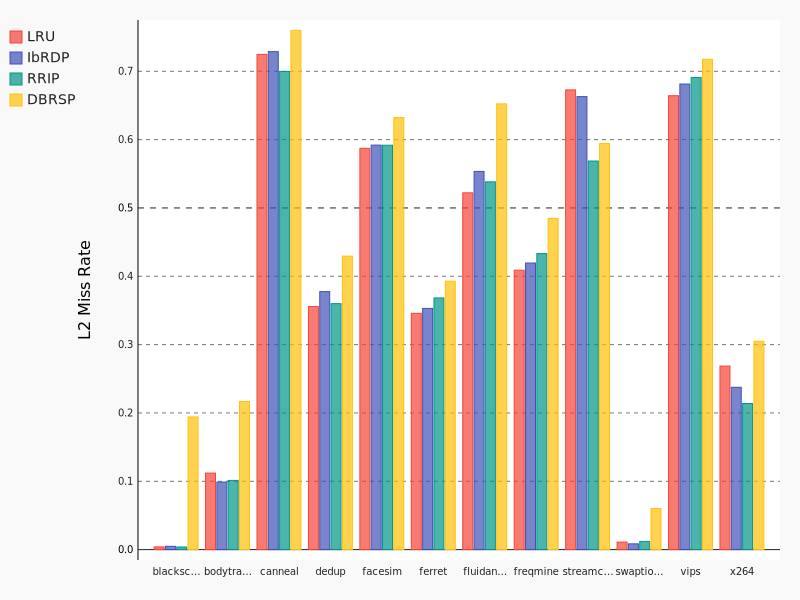 LRU
IbRDP
RRIP
DBRSP
L2 Miss Rate
0.7
0.6
0.5
0.4
0.3
0.2
0.1
0.0
blacksc… bodytra… canneal dedup facesim ferret fluidan… freqmine streamc… swaptio… vips x264